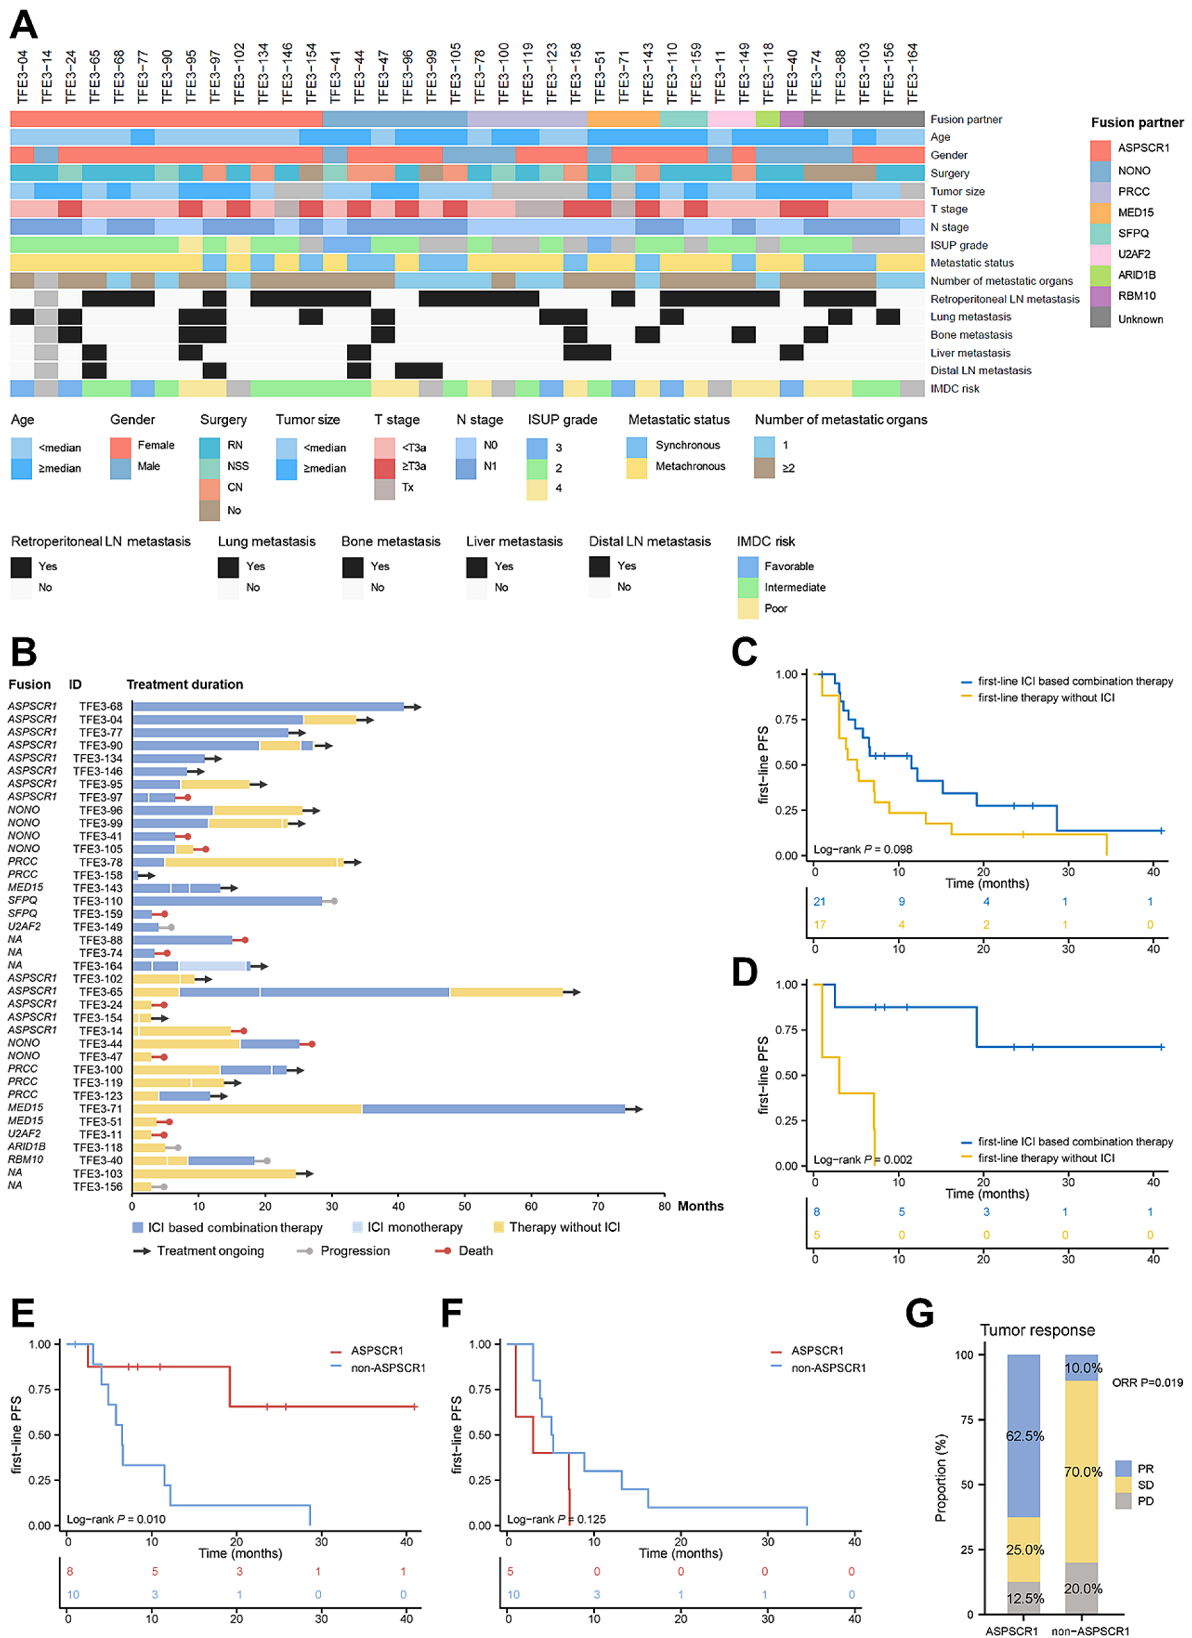 A
TFE3-04 TFE3-14 TFE3-24 TFE3-65 TFE3-68 TFE3-77 TFE3-90 TFE3-95 TFE3-97 TFE3-102 TFE3-134 TFE3-146 TFE3-154 TFE3-41 TFE3-44 TFE3-47 TFE3-96 TFE3-99 TFE3-105 TFE3-78 TFE3-100 TFE3-119 TFE3-123 TFE3-158 TFE3-51 TFE3-71 TFE3-143 TFE3-110 TFE3-159 TFE3-11 TFE3-149 TFE3-118 TFE3-40 TFE3-74 TFE3-88 TFE3-103 TFE3-156 TFE3-164
Fusion partner
Age
Gender
Surgery
Tumor size
T stage
N stage
ISUP grade
Metastatic status
Number of metastatic organs
Retroperitoneal LN metastasis
Lung metastasis
Bone metastasis
Liver metastasis
Distal LN metastasis
IMDC risk
Fusion partner
ASPSCR1
NONO
PRCC
MED15
SFPQ
U2AF2
ARID1B
RBM10
Unknown
Age
<median
≥median
Gender
Female
Male
Surgery
RN
NSS
CN
No
Tumor size
<median
≥median
T stage
<T3a
≥T3a
Tx
N stage
N0
N1
ISUP grade
3
2
4
Metastatic status
Synchronous
Metachronous
Number of metastatic organs
1
≥2
Retroperitoneal LN metastasis
Yes
No
Lung metastasis
Yes
No
Bone metastasis
Yes
No
Liver metastasis
Yes
No
Distal LN metastasis
Yes
No
IMDC risk
Favorable
Intermediate
Poor
B
Fusion ID Treatment duration
ASPSCR1 TFE3-68
ASPSCR1 TFE3-04
ASPSCR1 TFE3-77
ASPSCR1 TFE3-90
ASPSCR1 TFE3-134
ASPSCR1 TFE3-146
ASPSCR1 TFE3-95
ASPSCR1 TFE3-97
NONO TFE3-96
NONO TFE3-99
NONO TFE3-41
NONO TFE3-105
PRCC TFE3-78
PRCC TFE3-158
MED15 TFE3-143
SFPQ TFE3-110
SFPQ TFE3-159
U2AF2 TFE3-149
NA TFE3-88
NA TFE3-74
NA TFE3-164
ASPSCR1 TFE3-102
ASPSCR1 TFE3-65
ASPSCR1 TFE3-24
ASPSCR1 TFE3-154
ASPSCR1 TFE3-14
NONO TFE3-44
NONO TFE3-47
PRCC TFE3-100
PRCC TFE3-119
PRCC TFE3-123
MED15 TFE3-71
MED15 TFE3-51
U2AF2 TFE3-11
ARID1B TFE3-118
RBM10 TFE3-40
NA TFE3-103
NA TFE3-156
0 10 20 30 40 50 60 70 80 Months
ICI based combination therapy ICI monotherapy Therapy without ICI
Treatment ongoing Progression Death
C
first-line PFS
1.00
0.75
0.50
0.25
0.00
first-line ICI based combination therapy
first-line therapy without ICI
Log-rank P = 0.098
0 10 20 30 40
Time (months)
21 9 4 1 1
17 4 2 1 0
0 10 20 30 40
D
first-line PFS
1.00
0.75
0.50
0.25
0.00
first-line ICI based combination therapy
first-line therapy without ICI
Log-rank P = 0.002
0 10 20 30 40
Time (months)
8 5 3 1 1
5 0 0 0 0
0 10 20 30 40
E
first-line PFS
1.00
0.75
0.50
0.25
0.00
ASPSCR1
non-ASPSCR1
Log-rank P = 0.010
0 10 20 30 40
Time (months)
8 5 3 1 1
10 3 1 0 0
0 10 20 30 40
F
first-line PFS
1.00
0.75
0.50
0.25
0.00
ASPSCR1
non-ASPSCR1
Log-rank P = 0.125
0 10 20 30 40
Time (months)
5 0 0 0 0
10 3 1 1 0
0 10 20 30 40
G
Tumor response
Proportion (%)
100
75
50
25
0
62.5%
25.0%
12.5%
10.0%
70.0%
20.0%
ORR P=0.019
PR
SD
PD
ASPSCR1 non-ASPSCR1